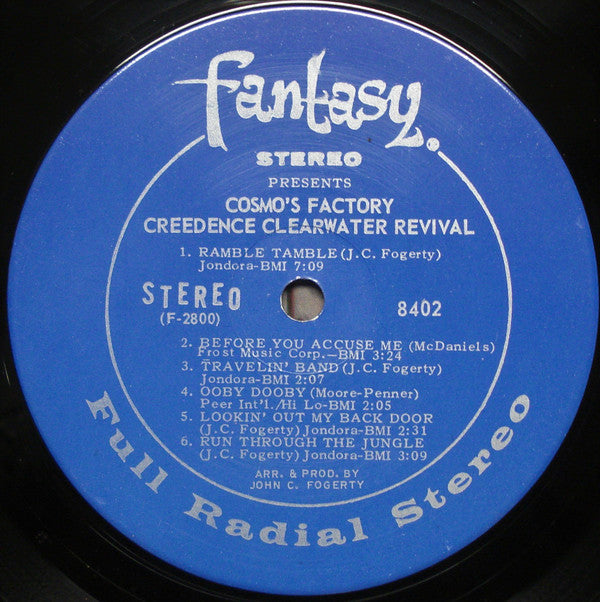 fantasy.
STEREO
PRESENTS
COSMO'S FACTORY
CREEDENCE CLEARWATER REVIVAL
1. RAMBLE TAMBLE (J.C. Fogerty)
Jondora-BMI 7:09
STEREO
(F-2800)
8402
2. BEFORE YOU ACCUSE ME (McDaniels)
Frost Music Corp.-BMI 3:24
3. TRAVELIN' BAND (J.C. Fogerty)
Jondora-BMI 2:07
4. OOBY DOOBY (Moore-Penner)
Peer Int'l./Hi Lo-BMI 2:05
5. LOOKIN' OUT MY BACK DOOR
(J.C. Fogerty) Jondora-BMI 2:31
6. RUN THROUGH THE JUNGLE
(J.C. Fogerty) Jondora-BMI 3:09
ARR. & PROD. BY
JOHN C. FOGERTY
Full Radial Stereo